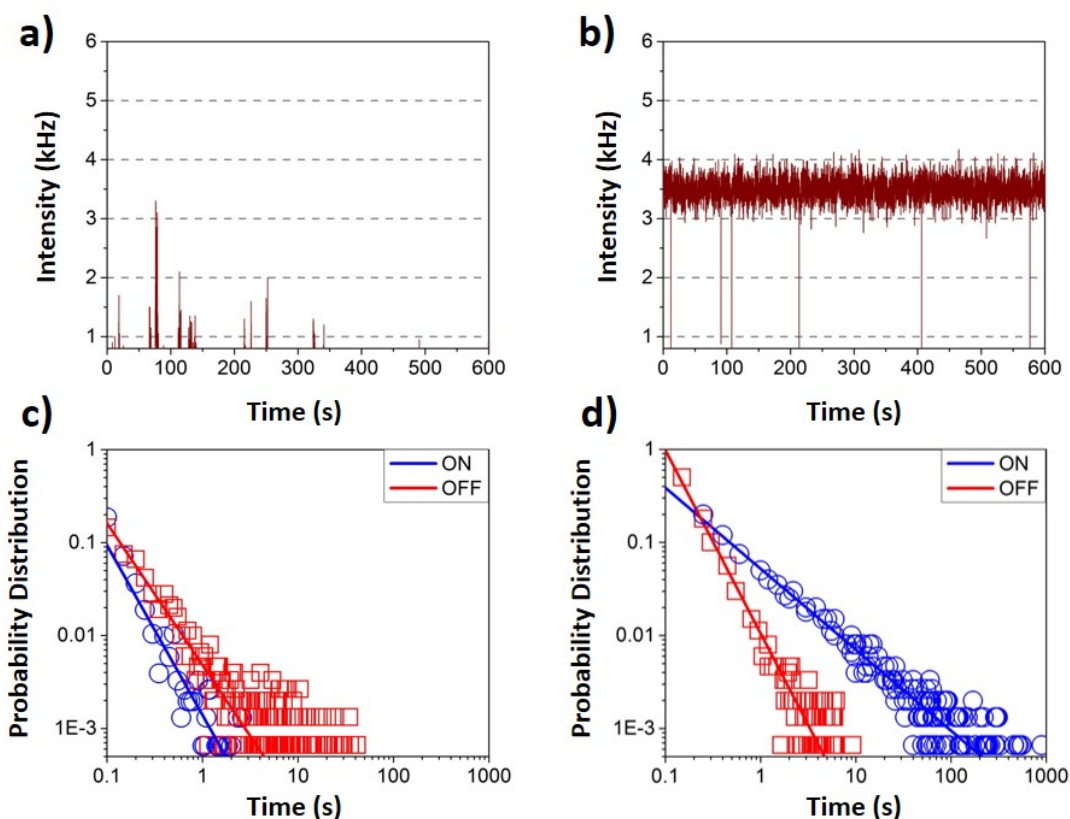 a)
6
5
4
3
2
1
Intensity (kHz)
0 100 200 300 400 500 600
Time (s)
b)
6
5
4
3
2
1
Intensity (kHz)
0 100 200 300 400 500 600
Time (s)
c)
1
0.1
0.01
1E-3
Probability Distribution
ON
OFF
0.1 1 10 100 1000
Time (s)
d)
1
0.1
0.01
1E-3
Probability Distribution
ON
OFF
0.1 1 10 100 1000
Time (s)